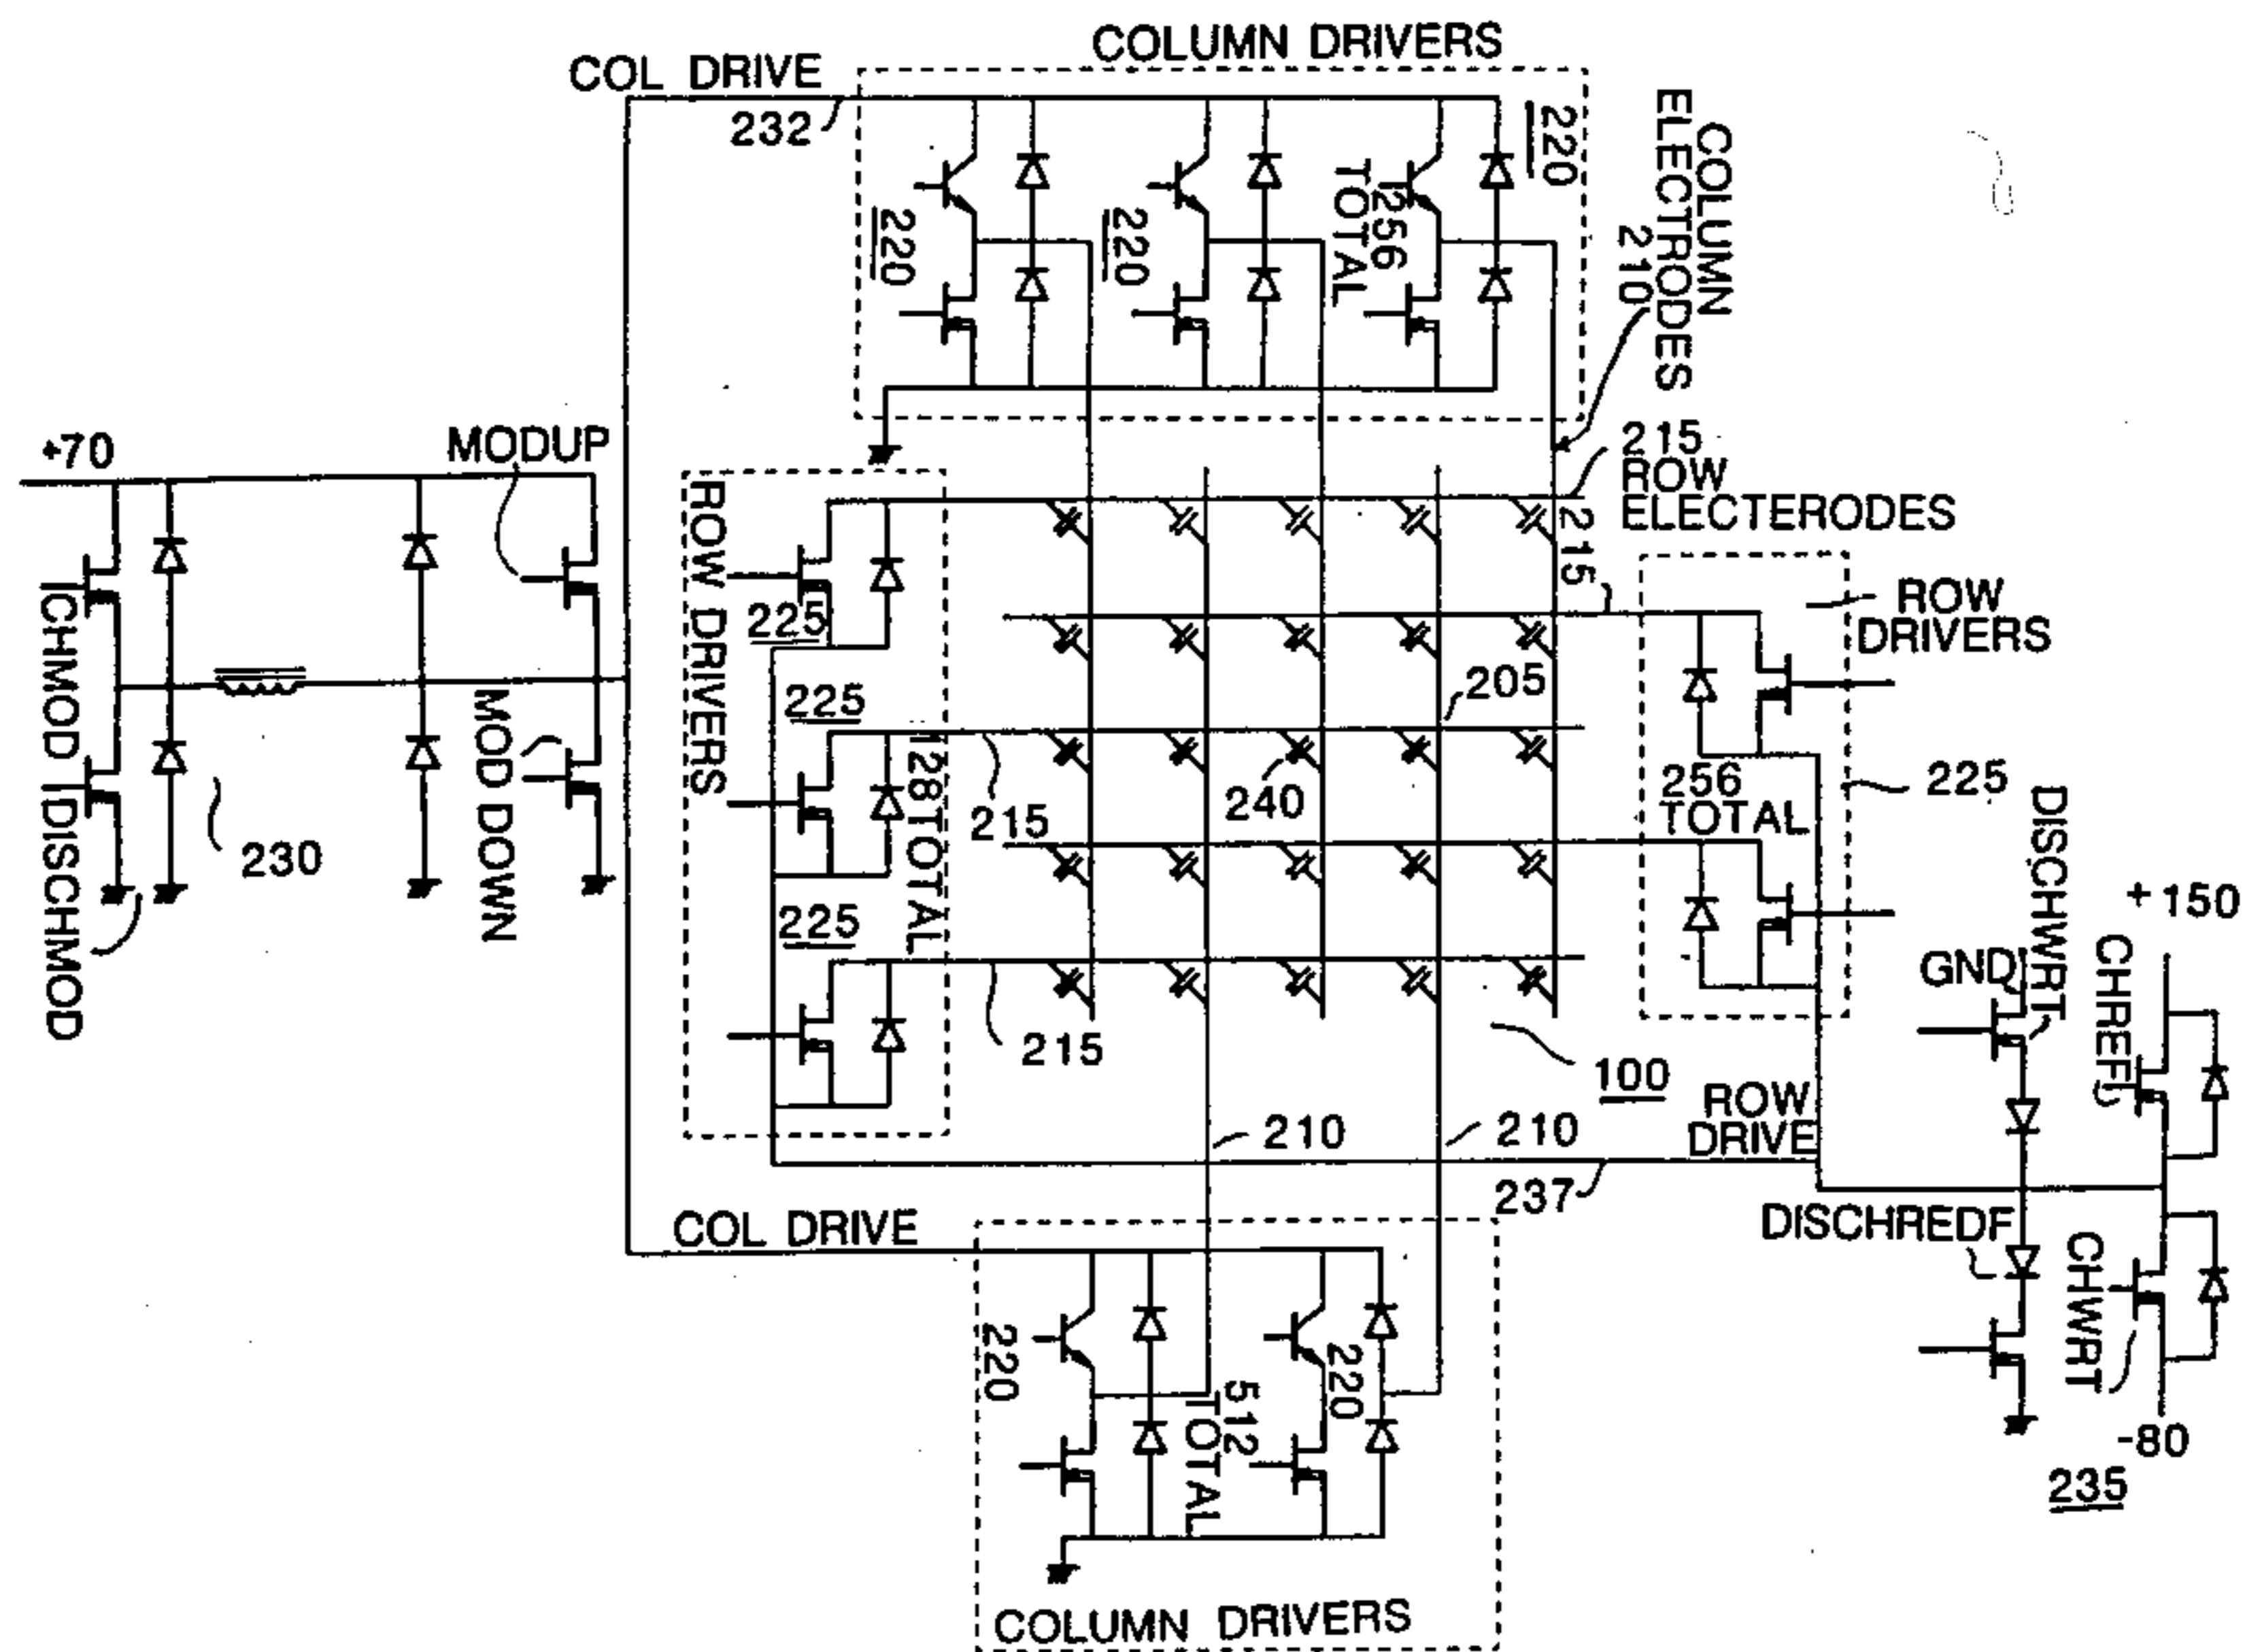 COLUMN DRIVERS
COL DRIVE
232
220
220
220
256
TOTAL
COLUMN
ELECTRODES
210
+70
MODUP
215
ROW
ELECTERODES
215
ROW DRIVERS
225
225
225
128 TOTAL
ROW
DRIVERS
205
240
215
256
TOTAL
225
ICHMOD
IDISCHMOD
DISCHMOD
230
MOD DOWN
215
100
210
210
ROW
DRIVE
237
GND
DISCHWRT
+150
CHREF
DISCHREDF
CHWRT
-80
235
COL DRIVE
220
220
512
TOTAL
COLUMN DRIVERS